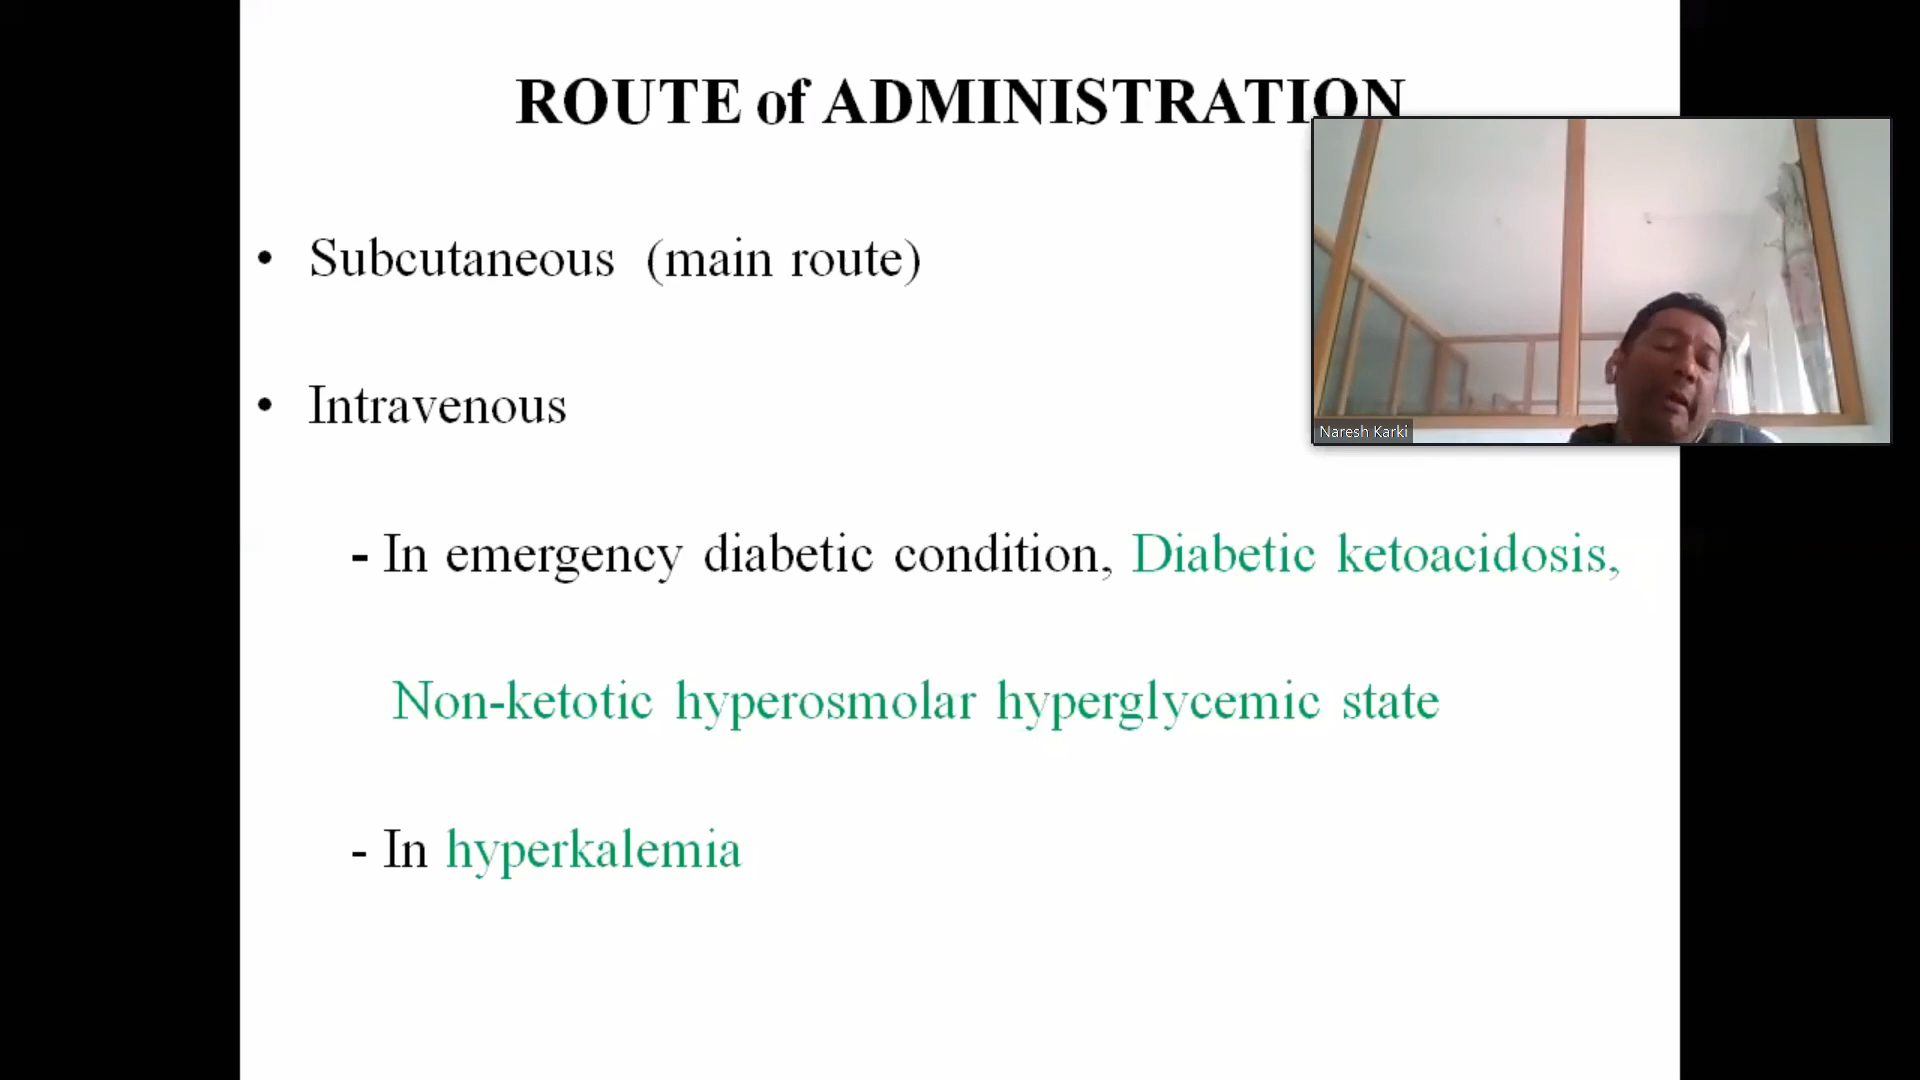 ROUTE of ADMINISTRATION
• Subcutaneous (main route)
• Intravenous
- In emergency diabetic condition, Diabetic ketoacidosis,
Non-ketotic hyperosmolar hyperglycemic state
- In hyperkalemia
Naresh Karki